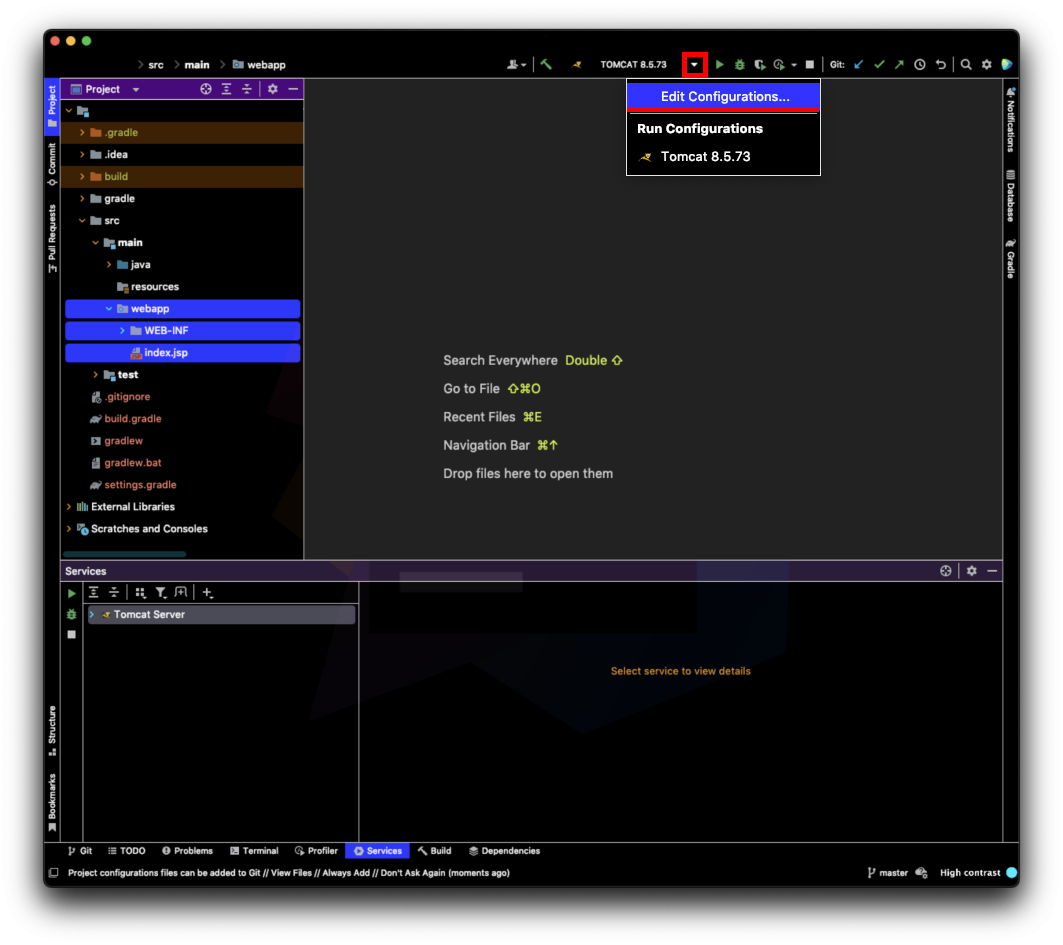 src main webapp
TOMCAT 8.5.73
Git:
Edit Configurations...
Run Configurations
Tomcat 8.5.73
Project
Commit
Pull Requests
Project
.gradle
.idea
build
gradle
src
main
java
resources
webapp
WEB-INF
index.jsp
test
.gitignore
build.gradle
gradlew
gradlew.bat
settings.gradle
External Libraries
Scratches and Consoles
Search Everywhere Double ⇧
Go to File ⇧⌘O
Recent Files ⌘E
Navigation Bar ⌘↑
Drop files here to open them
Notifications
Database
Gradle
Services
Tomcat Server
Select service to view details
Structure
Bookmarks
Git TODO Problems Terminal Profiler Services Build Dependencies
Project configurations files can be added to Git // View Files // Always Add // Don't Ask Again (moments ago)
master High contrast